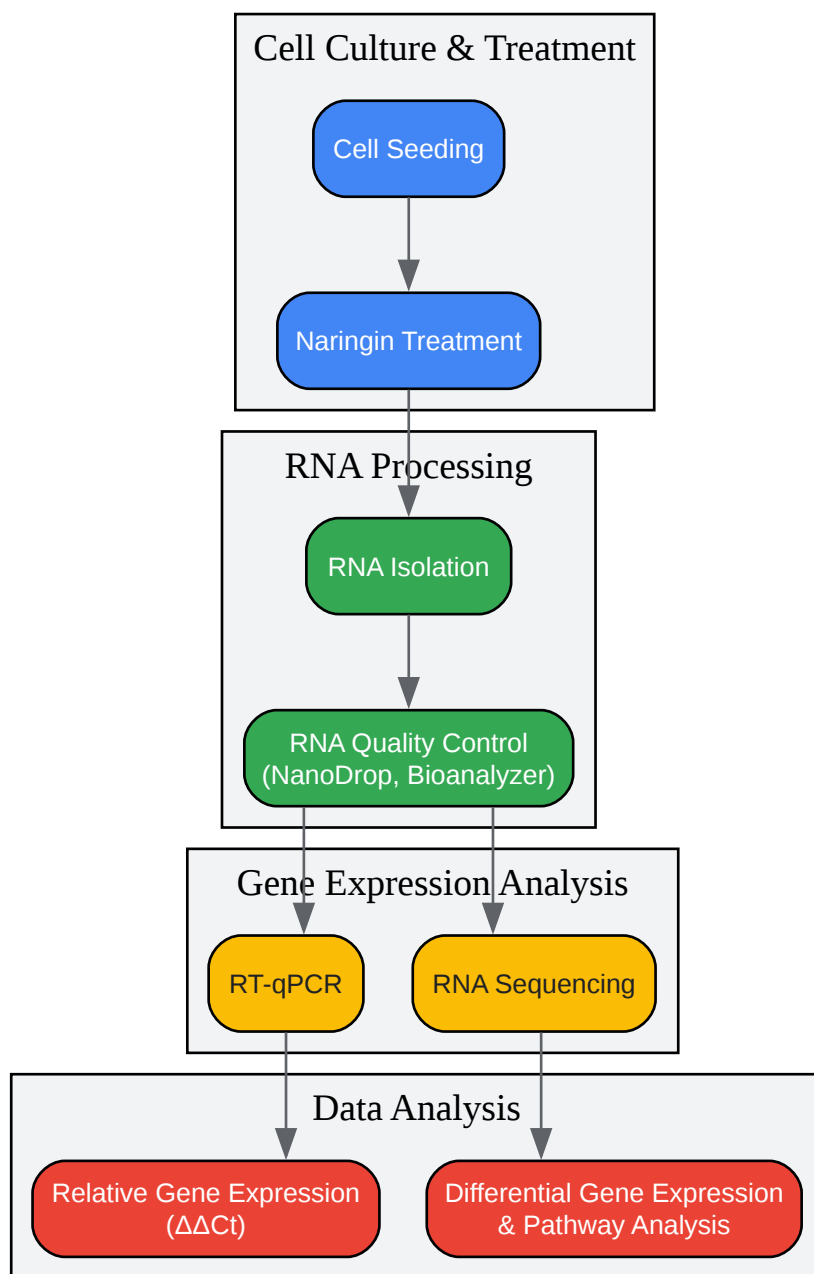 Cell Culture & Treatment
Cell Seeding
Naringin Treatment
RNA Processing
RNA Isolation
RNA Quality Control
(NanoDrop, Bioanalyzer)
Gene Expression Analysis
RT-qPCR
RNA Sequencing
Data Analysis
Relative Gene Expression
(ΔΔCt)
Differential Gene Expression
& Pathway Analysis